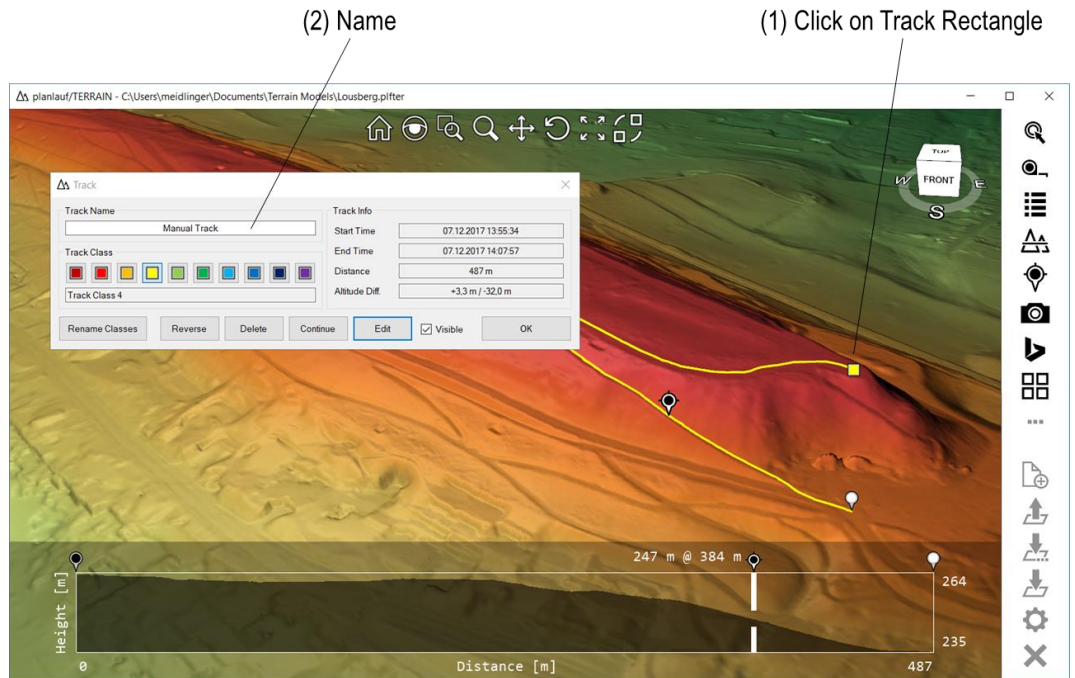 (2) Name
(1) Click on Track Rectangle
planlauf/TERRAIN - C:\Users\meidlinger\Documents\Terrain Models\Lousberg.plfter
TOP
FRONT
W
E
S
Track
Track Name
Manual Track
Track Class
Track Class 4
Track Info
Start Time
07.12.2017 13:55:34
End Time
07.12.2017 14:07:57
Distance
487 m
Altitude Diff.
+3,3 m / -32,0 m
Rename Classes
Reverse
Delete
Continue
Edit
Visible
OK
247 m @ 384 m
Height [m]
264
235
0
Distance [m]
487